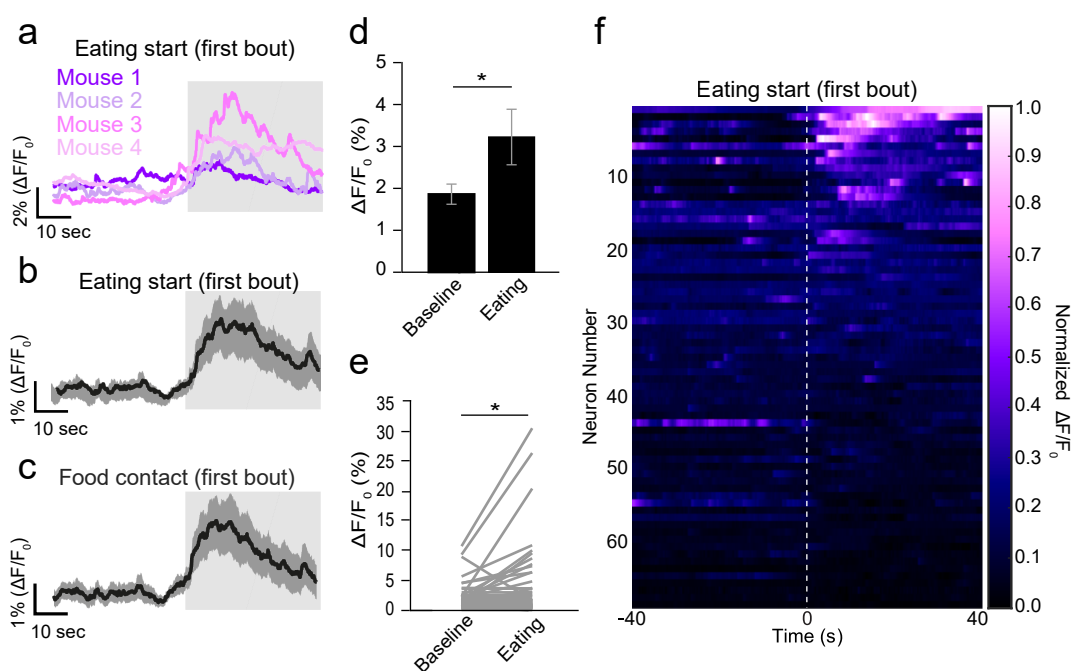 a
Eating start (first bout)
Mouse 1
Mouse 2
Mouse 3
Mouse 4
2% (ΔF/F₀)
10 sec
b
Eating start (first bout)
1% (ΔF/F₀)
10 sec
c
Food contact (first bout)
1% (ΔF/F₀)
10 sec
d
5
4
3
2
1
0
ΔF/F₀ (%)
*
Baseline
Eating
e
35
30
25
20
15
10
5
0
ΔF/F₀ (%)
*
Baseline
Eating
f
Eating start (first bout)
10
20
30
40
50
60
Neuron Number
-40
0
40
Time (s)
1.0
0.9
0.8
0.7
0.6
0.5
0.4
0.3
0.2
0.1
0.0
Normalized ΔF/F₀